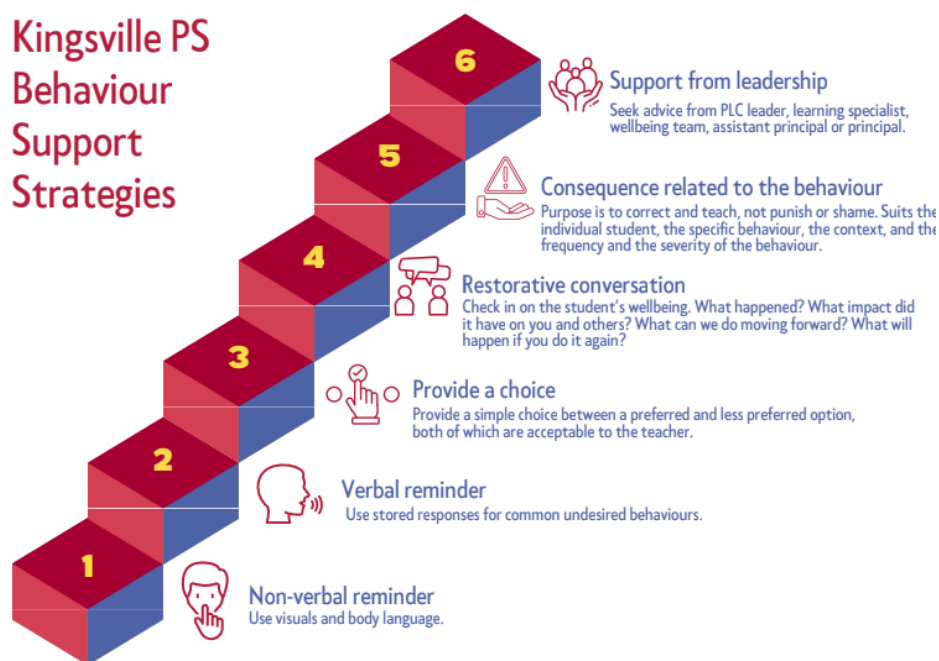 Kingsville PS
Behaviour
Support
Strategies
6
Support from leadership
Seek advice from PLC leader, learning specialist,
wellbeing team, assistant principal or principal.
5
Consequence related to the behaviour
Purpose is to correct and teach, not punish or shame. Suits the
individual student, the specific behaviour, the context, and the
frequency and the severity of the behaviour.
4
Restorative conversation
Check in on the student's wellbeing. What happened? What impact did
it have on you and others? What can we do moving forward? What will
happen if you do it again?
3
Provide a choice
Provide a simple choice between a preferred and less preferred option,
both of which are acceptable to the teacher.
2
Verbal reminder
Use stored responses for common undesired behaviours.
1
Non-verbal reminder
Use visuals and body language.